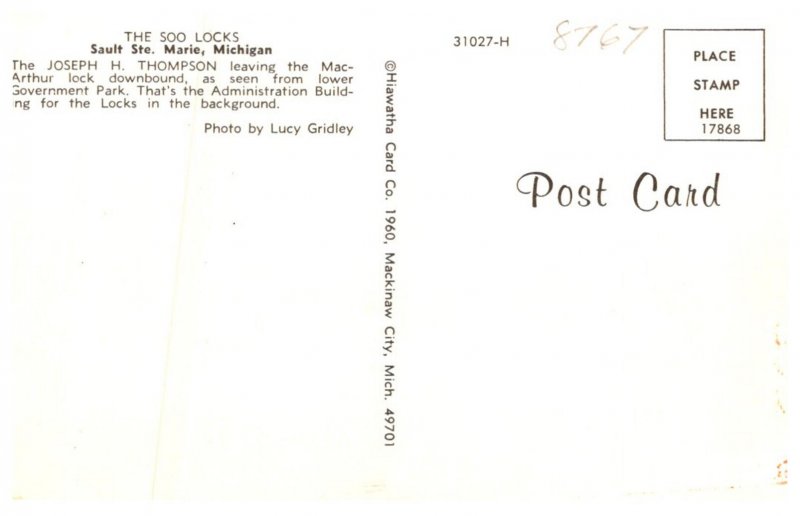 THE SOO LOCKS
Sault Ste. Marie, Michigan
The JOSEPH H. THOMPSON leaving the Mac-
Arthur lock downbound, as seen from lower
Government Park. That's the Administration Build-
ng for the Locks in the background.
Photo by Lucy Gridley
©Hiawatha Card Co. 1960, Mackinaw City, Mich. 49701
31027-H
8767
PLACE
STAMP
HERE
17868
Post Card